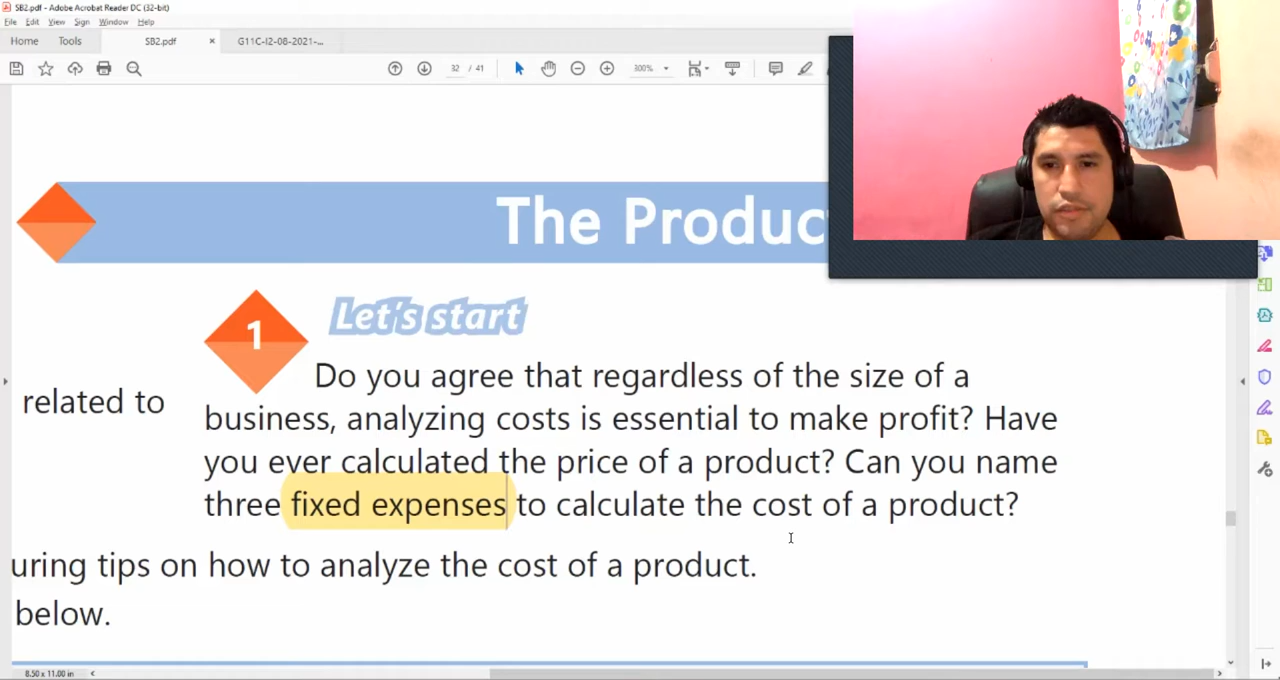 SB2.pdf - Adobe Acrobat Reader DC (32-bit)
File Edit View Sign Window Help
Home Tools SB2.pdf × G11C-I2-08-2021-...
32 / 41 300%
The Produc
1
Let's start
Do you agree that regardless of the size of a
related to
business, analyzing costs is essential to make profit? Have
you ever calculated the price of a product? Can you name
three fixed expenses to calculate the cost of a product?
uring tips on how to analyze the cost of a product.
below.
8.50 x 11.00 in